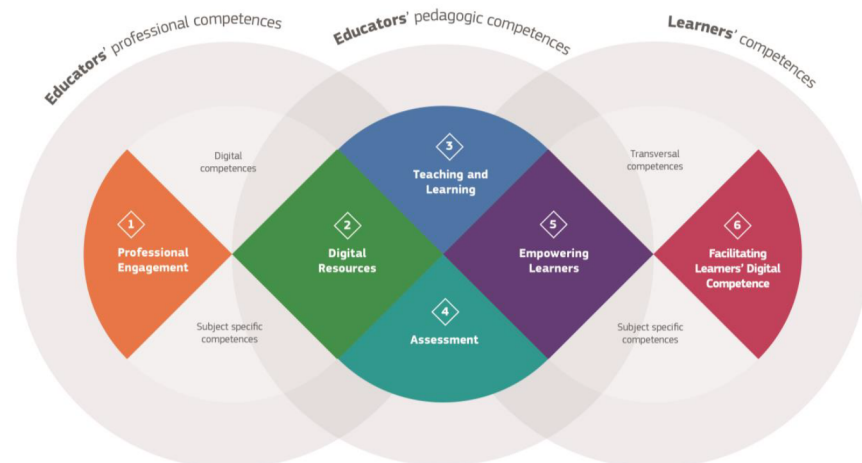 Educators' professional competences
Educators' pedagogic competences
Learners' competences
Digital
competences
Subject specific
competences
1
Professional
Engagement
2
Digital
Resources
3
Teaching and
Learning
4
Assessment
5
Empowering
Learners
Transversal
competences
Subject specific
competences
6
Facilitating
Learners' Digital
Competence